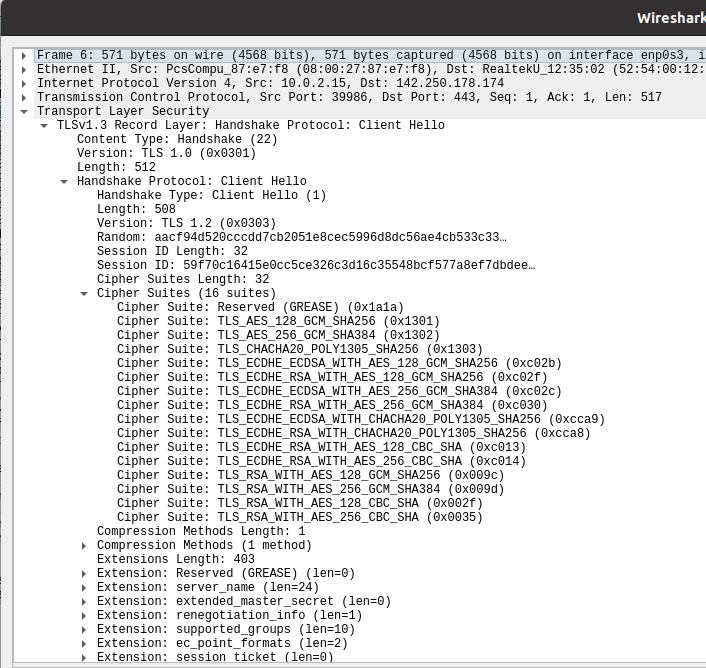 Wireshark
Frame 6: 571 bytes on wire (4568 bits), 571 bytes captured (4568 bits) on interface enp0s3, i
Ethernet II, Src: PcsCompu_87:e7:f8 (08:00:27:87:e7:f8), Dst: RealtekU_12:35:02 (52:54:00:12:
Internet Protocol Version 4, Src: 10.0.2.15, Dst: 142.250.178.174
Transmission Control Protocol, Src Port: 39986, Dst Port: 443, Seq: 1, Ack: 1, Len: 517
Transport Layer Security
TLSv1.3 Record Layer: Handshake Protocol: Client Hello
Content Type: Handshake (22)
Version: TLS 1.0 (0x0301)
Length: 512
Handshake Protocol: Client Hello
Handshake Type: Client Hello (1)
Length: 508
Version: TLS 1.2 (0x0303)
Random: aacf94d520cccdd7cb2051e8cec5996d8dc56ae4cb533c33…
Session ID Length: 32
Session ID: 59f70c16415e0cc5ce326c3d16c35548bcf577a8ef7dbdee…
Cipher Suites Length: 32
Cipher Suites (16 suites)
Cipher Suite: Reserved (GREASE) (0x1a1a)
Cipher Suite: TLS_AES_128_GCM_SHA256 (0x1301)
Cipher Suite: TLS_AES_256_GCM_SHA384 (0x1302)
Cipher Suite: TLS_CHACHA20_POLY1305_SHA256 (0x1303)
Cipher Suite: TLS_ECDHE_ECDSA_WITH_AES_128_GCM_SHA256 (0xc02b)
Cipher Suite: TLS_ECDHE_RSA_WITH_AES_128_GCM_SHA256 (0xc02f)
Cipher Suite: TLS_ECDHE_ECDSA_WITH_AES_256_GCM_SHA384 (0xc02c)
Cipher Suite: TLS_ECDHE_RSA_WITH_AES_256_GCM_SHA384 (0xc030)
Cipher Suite: TLS_ECDHE_ECDSA_WITH_CHACHA20_POLY1305_SHA256 (0xcca9)
Cipher Suite: TLS_ECDHE_RSA_WITH_CHACHA20_POLY1305_SHA256 (0xcca8)
Cipher Suite: TLS_ECDHE_RSA_WITH_AES_128_CBC_SHA (0xc013)
Cipher Suite: TLS_ECDHE_RSA_WITH_AES_256_CBC_SHA (0xc014)
Cipher Suite: TLS_RSA_WITH_AES_128_GCM_SHA256 (0x009c)
Cipher Suite: TLS_RSA_WITH_AES_256_GCM_SHA384 (0x009d)
Cipher Suite: TLS_RSA_WITH_AES_128_CBC_SHA (0x002f)
Cipher Suite: TLS_RSA_WITH_AES_256_CBC_SHA (0x0035)
Compression Methods Length: 1
Compression Methods (1 method)
Extensions Length: 403
Extension: Reserved (GREASE) (len=0)
Extension: server_name (len=24)
Extension: extended_master_secret (len=0)
Extension: renegotiation_info (len=1)
Extension: supported_groups (len=10)
Extension: ec_point_formats (len=2)
Extension: session_ticket (len=0)